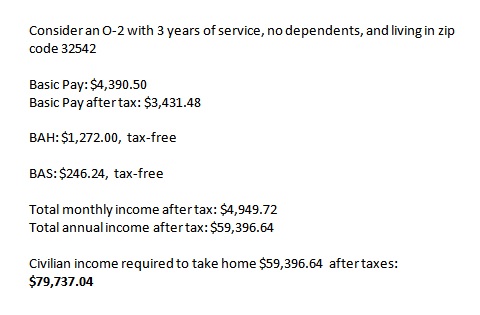 Consider an O-2 with 3 years of service, no dependents, and living in zip
code 32542
Basic Pay: $4,390.50
Basic Pay after tax: $3,431.48
BAH: $1,272.00, tax-free
BAS: $246.24, tax-free
Total monthly income after tax: $4,949.72
Total annual income after tax: $59,396.64
Civilian income required to take home $59,396.64 after taxes:
$79,737.04